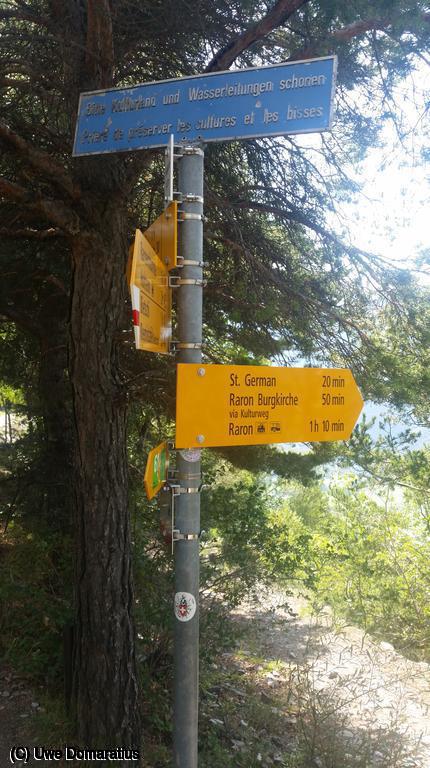 Bitte Kulturland und Wasserleitungen schonen
Prière de préserver les cultures et les bisses
St. German 20 min
Raron Burgkirche 50 min
via Kulturweg
Raron 1 h 10 min
(C) Uwe Domaratius